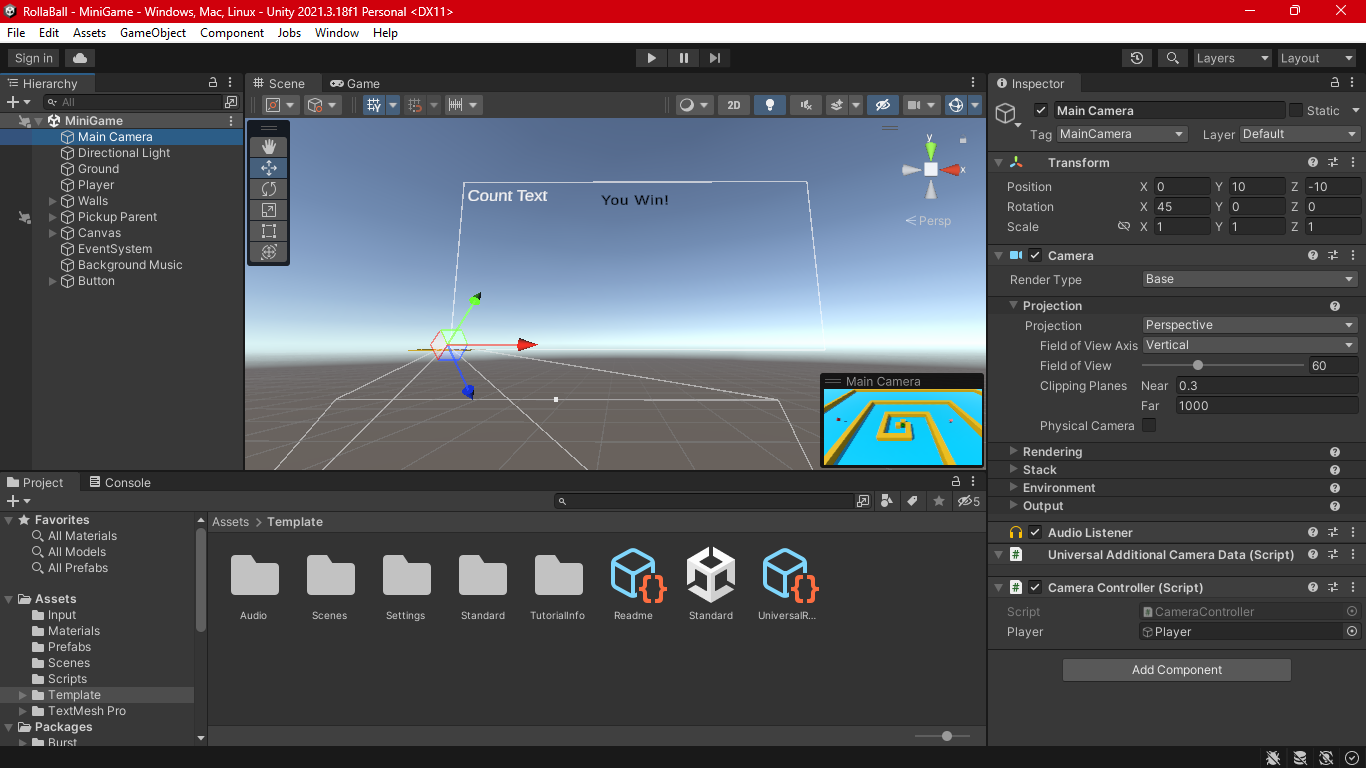 RollaBall - MiniGame - Windows, Mac, Linux - Unity 2021.3.18f1 Personal <DX11>
File Edit Assets GameObject Component Jobs Window Help
Sign in Layers Layout
Hierarchy
All
MiniGame
Main Camera
Directional Light
Ground
Player
Walls
Pickup Parent
Canvas
EventSystem
Background Music
Button
Scene Game
2D
Count Text You Win!
y
x
Persp
Main Camera
Inspector
Main Camera Static
Tag MainCamera Layer Default
Transform
Position X 0 Y 10 Z -10
Rotation X 45 Y 0 Z 0
Scale X 1 Y 1 Z 1
Camera
Render Type Base
Projection
Projection Perspective
Field of View Axis Vertical
Field of View 60
Clipping Planes Near 0.3
Far 1000
Physical Camera
Rendering
Stack
Environment
Output
Audio Listener
# Universal Additional Camera Data (Script)
# Camera Controller (Script)
Script CameraController
Player Player
Add Component
Project Console
5
Favorites
All Materials
All Models
All Prefabs
Assets
Input
Materials
Prefabs
Scenes
Scripts
Template
TextMesh Pro
Packages
Burst
Assets > Template
Audio Scenes Settings Standard TutorialInfo Readme Standard UniversalR...